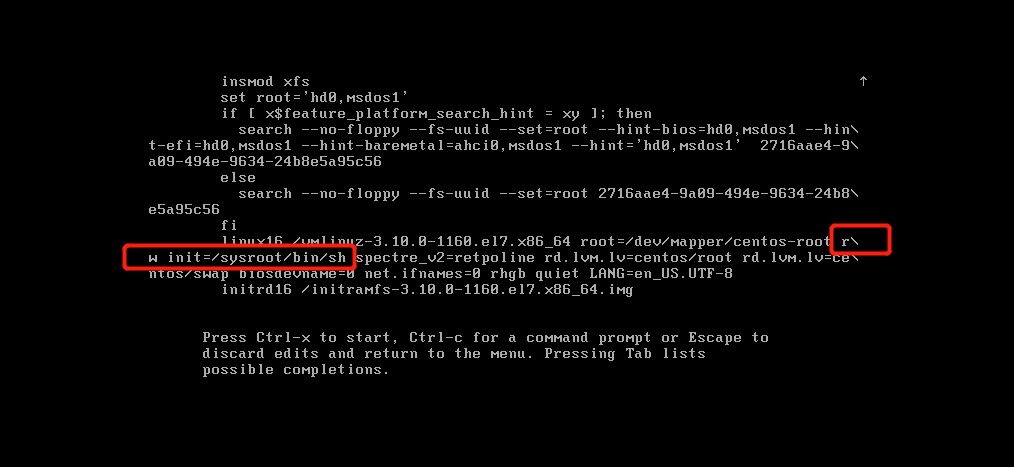 insmod xfs ↑
set root='hd0,msdos1'
if [ x$feature_platform_search_hint = xy ]; then
search --no-floppy --fs-uuid --set=root --hint-bios=hd0,msdos1 --hin\
t-efi=hd0,msdos1 --hint-baremetal=ahci0,msdos1 --hint='hd0,msdos1'  2716aae4-9\
a09-494e-9634-24b8e5a95c56
else
search --no-floppy --fs-uuid --set=root 2716aae4-9a09-494e-9634-24b8\
e5a95c56
fi
linux16 /vmlinuz-3.10.0-1160.el7.x86_64 root=/dev/mapper/centos-root r\
w init=/sysroot/bin/sh spectre_v2=retpoline rd.lvm.lv=centos/root rd.lvm.lv=ce\
ntos/swap biosdevname=0 net.ifnames=0 rhgb quiet LANG=en_US.UTF-8
initrd16 /initramfs-3.10.0-1160.el7.x86_64.img
Press Ctrl-x to start, Ctrl-c for a command prompt or Escape to
discard edits and return to the menu. Pressing Tab lists
possible completions.